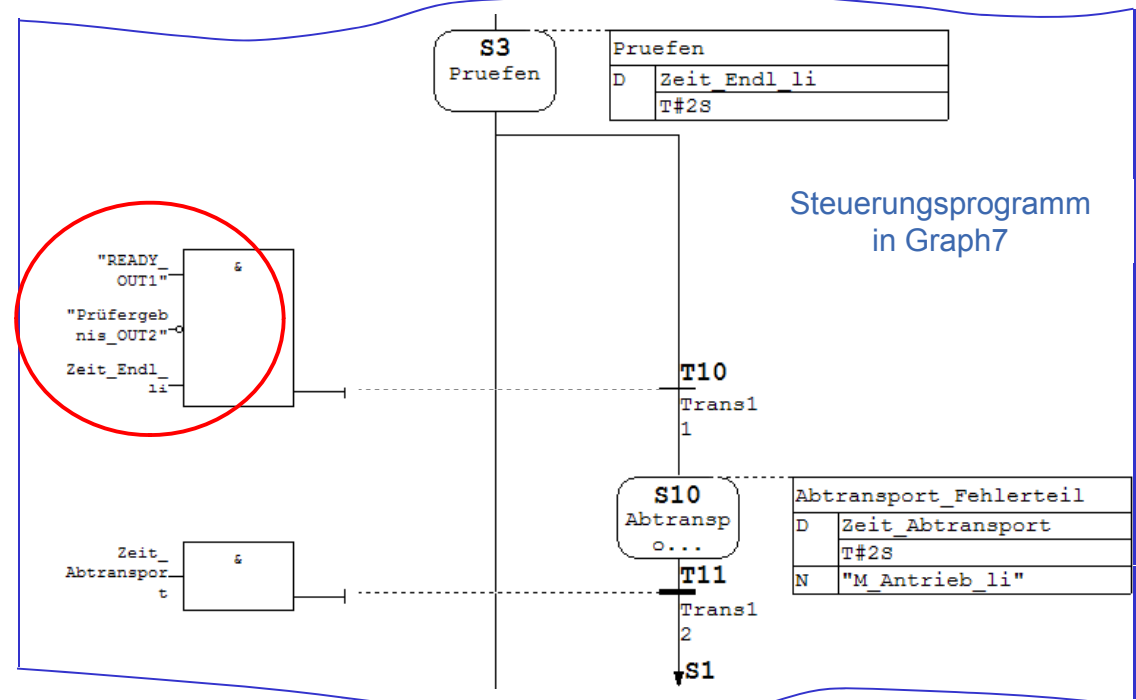 S3
Pruefen
Pruefen
D Zeit_Endl_li
T#2S
Steuerungsprogramm
in Graph7
"READY_
OUT1"
&
"Prüfergeb
nis_OUT2"
Zeit_Endl_
li
T10
Trans1
1
S10
Abtransp
o...
Abtransport_Fehlerteil
D Zeit_Abtransport
T#2S
N "M_Antrieb_li"
Zeit_
Abtranspor
t
&
T11
Trans1
2
S1